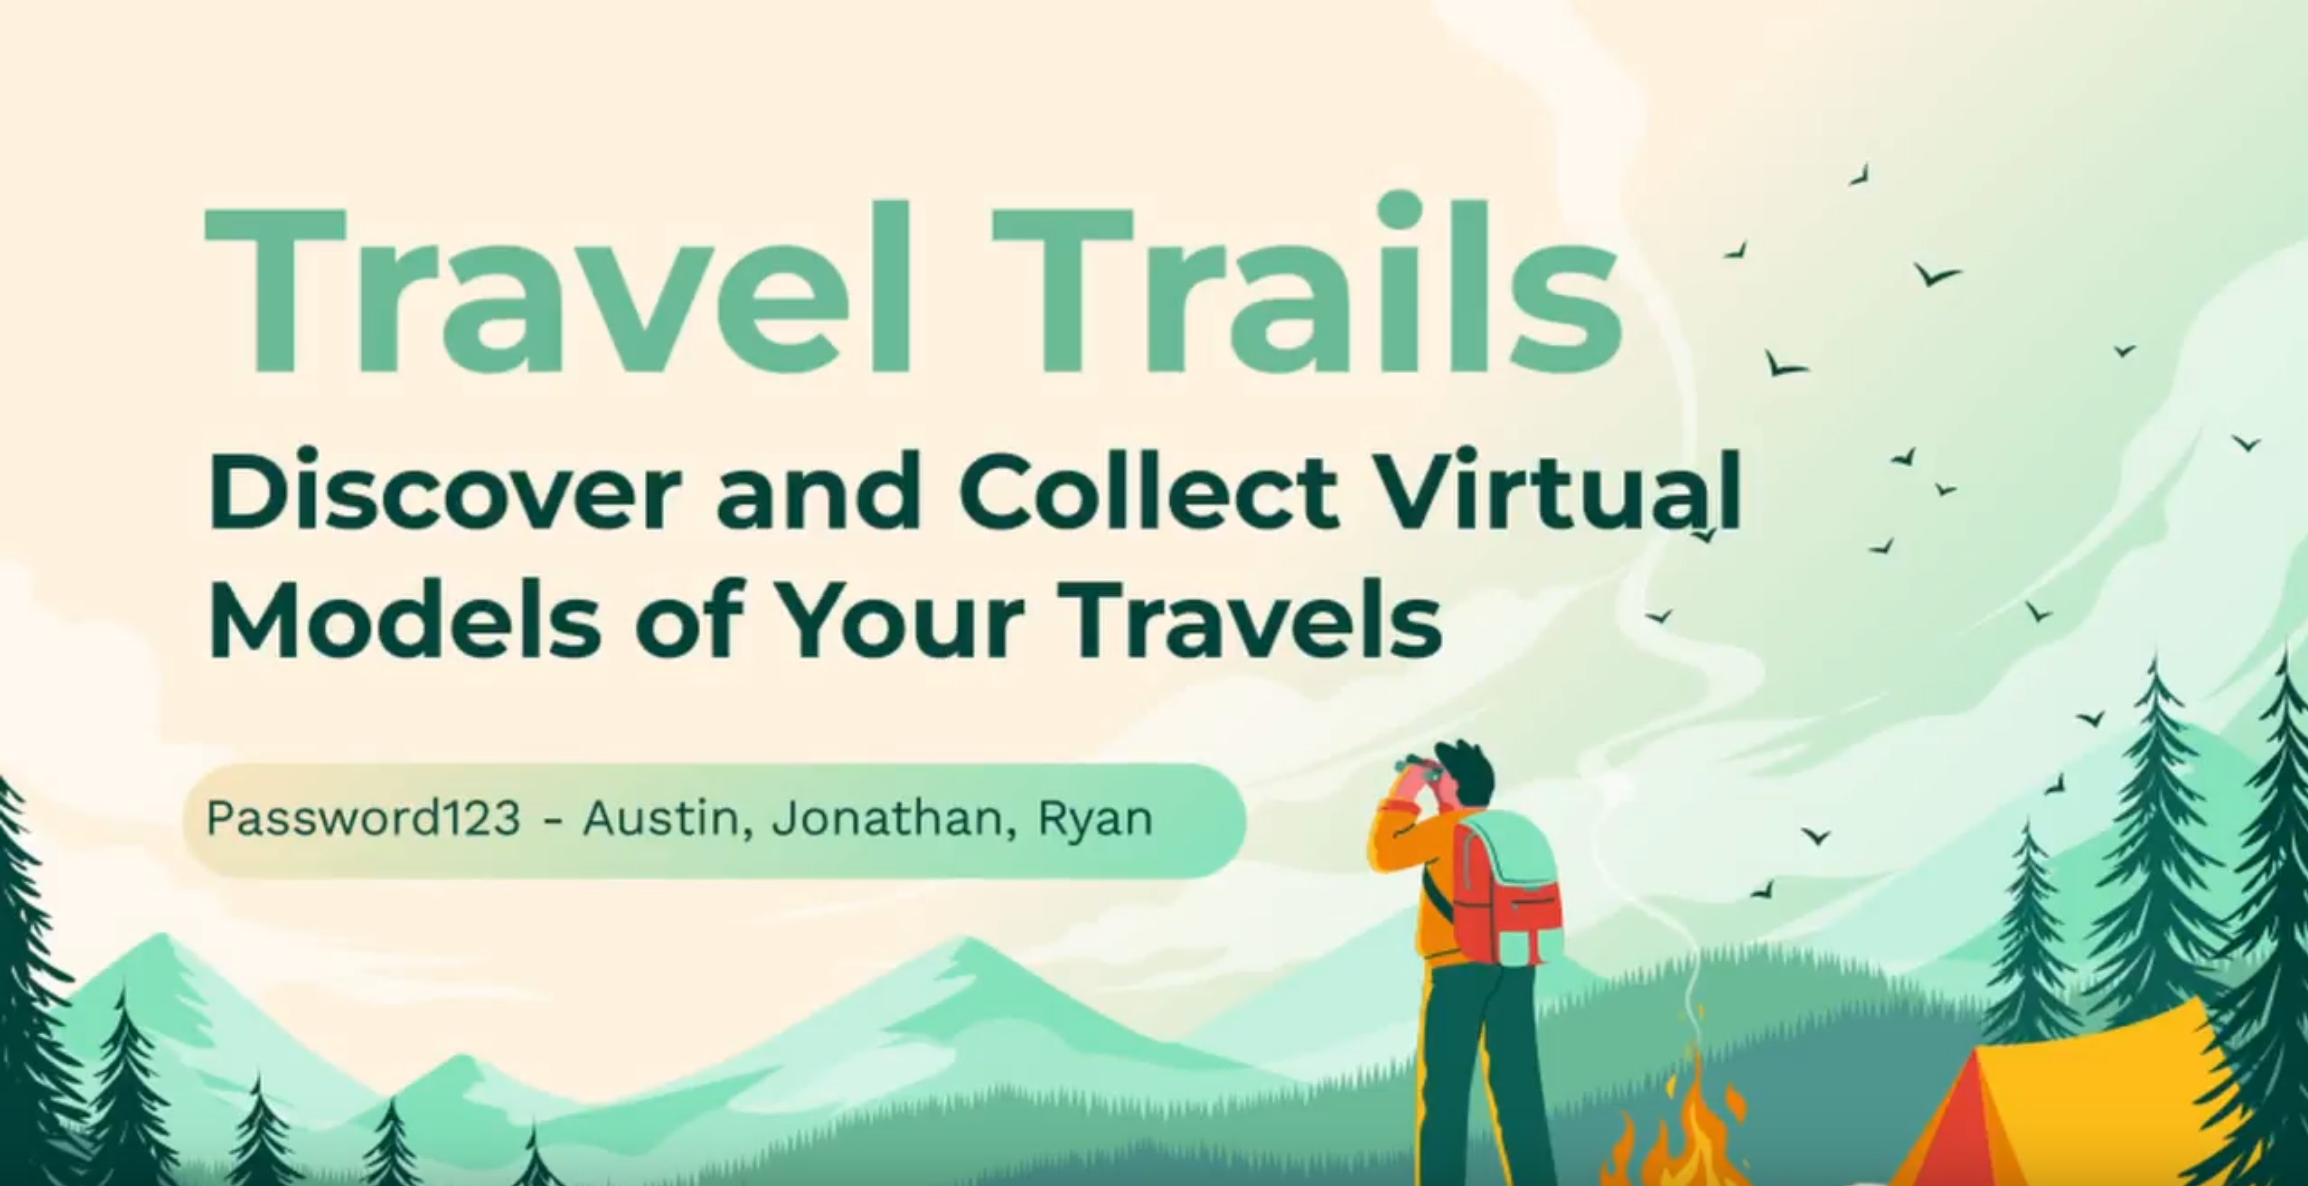 Travel Trails
Discover and Collect Virtual
Models of Your Travels
Password123 - Austin, Jonathan, Ryan